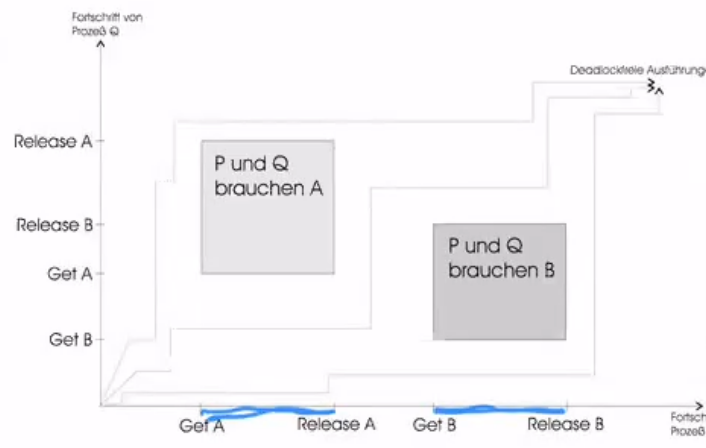 Fortschritt von
Prozeß Q
Deadlockfreie Ausführung
Release A
P und Q
brauchen A
Release B
P und Q
brauchen B
Get A
Get B
Get A
Release A
Get B
Release B
Fortsch
Prozeß